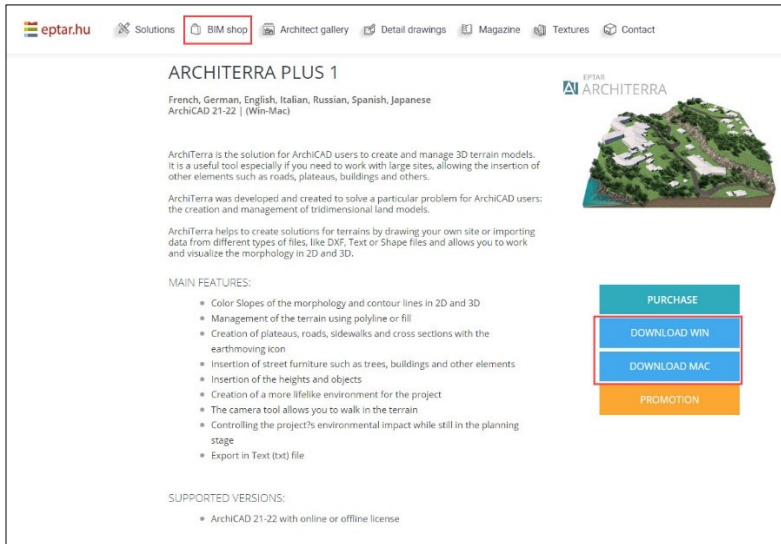 eptar.hu Solutions BIM shop Architect gallery Detail drawings Magazine Textures Contact
ARCHITERRA PLUS 1
French, German, English, Italian, Russian, Spanish, Japanese
ArchiCAD 21-22 | (Win-Mac)
EPTAR
ARCHITERRA
ArchiTerra is the solution for ArchiCAD users to create and manage 3D terrain models.
It is a useful tool especially if you need to work with large sites, allowing the insertion of
other elements such as roads, plateaus, buildings and others.
ArchiTerra was developed and created to solve a particular problem for ArchiCAD users:
the creation and management of tridimensional land models.
ArchiTerra helps to create solutions for terrains by drawing your own site or importing
data from different types of files, like DXF, Text or Shape files and allows you to work
and visualize the morphology in 2D and 3D.
MAIN FEATURES:
Color Slopes of the morphology and contour lines in 2D and 3D
Management of the terrain using polyline or fill
Creation of plateaus, roads, sidewalks and cross sections with the
earthmoving icon
Insertion of street furniture such as trees, buildings and other elements
Insertion of the heights and objects
Creation of a more lifelike environment for the project
The camera tool allows you to walk in the terrain
Controlling the project?s environmental impact while still in the planning
stage
Export in Text (txt) file
PURCHASE
DOWNLOAD WIN
DOWNLOAD MAC
PROMOTION
SUPPORTED VERSIONS:
ArchiCAD 21-22 with online or offline license